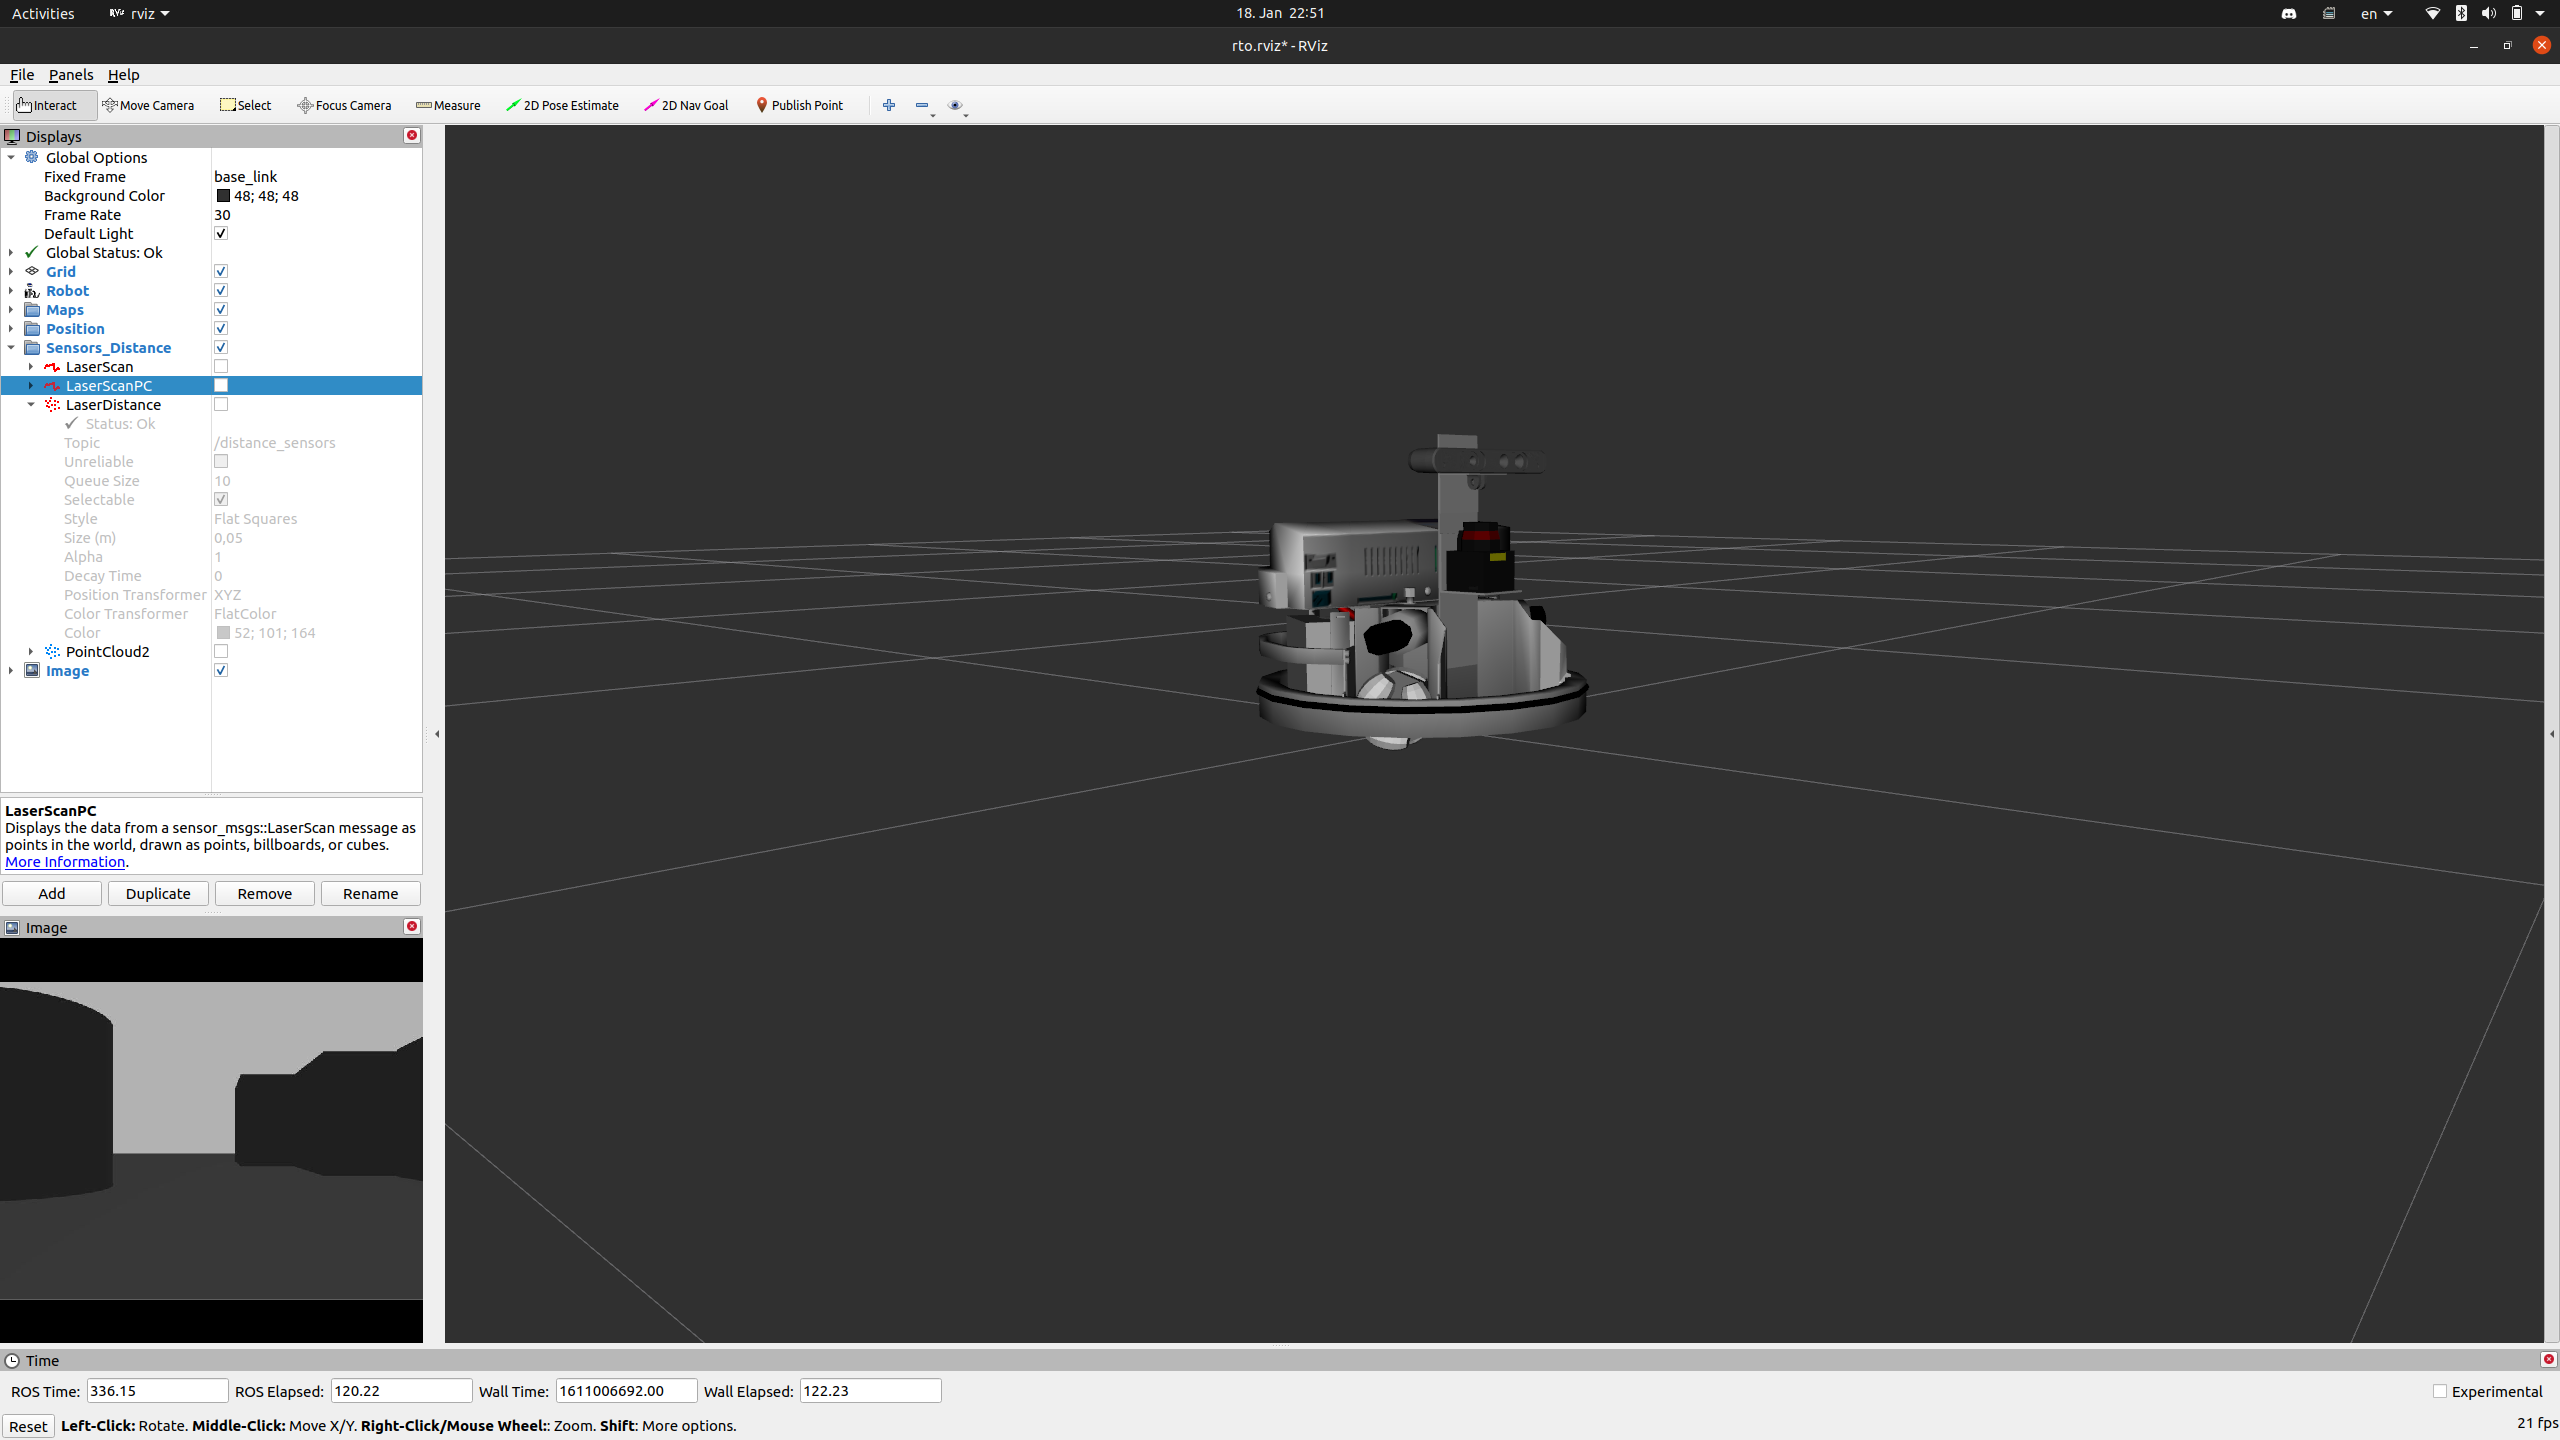 Activities RViz rviz 18. Jan 22:51 en
rto.rviz* - RViz
File Panels Help
Interact Move Camera Select Focus Camera Measure 2D Pose Estimate 2D Nav Goal Publish Point
Displays
Global Options
Fixed Frame base_link
Background Color 48; 48; 48
Frame Rate 30
Default Light
Global Status: Ok
Grid
Robot
Maps
Position
Sensors_Distance
LaserScan
LaserScanPC
LaserDistance
Status: Ok
Topic /distance_sensors
Unreliable
Queue Size 10
Selectable
Style Flat Squares
Size (m) 0,05
Alpha 1
Decay Time 0
Position Transformer XYZ
Color Transformer FlatColor
Color 52; 101; 164
PointCloud2
Image
LaserScanPC
Displays the data from a sensor_msgs::LaserScan message as
points in the world, drawn as points, billboards, or cubes.
More Information.
Add Duplicate Remove Rename
Image
Time
ROS Time: 336.15 ROS Elapsed: 120.22 Wall Time: 1611006692.00 Wall Elapsed: 122.23 Experimental
Reset Left-Click: Rotate. Middle-Click: Move X/Y. Right-Click/Mouse Wheel:: Zoom. Shift: More options. 21 fps